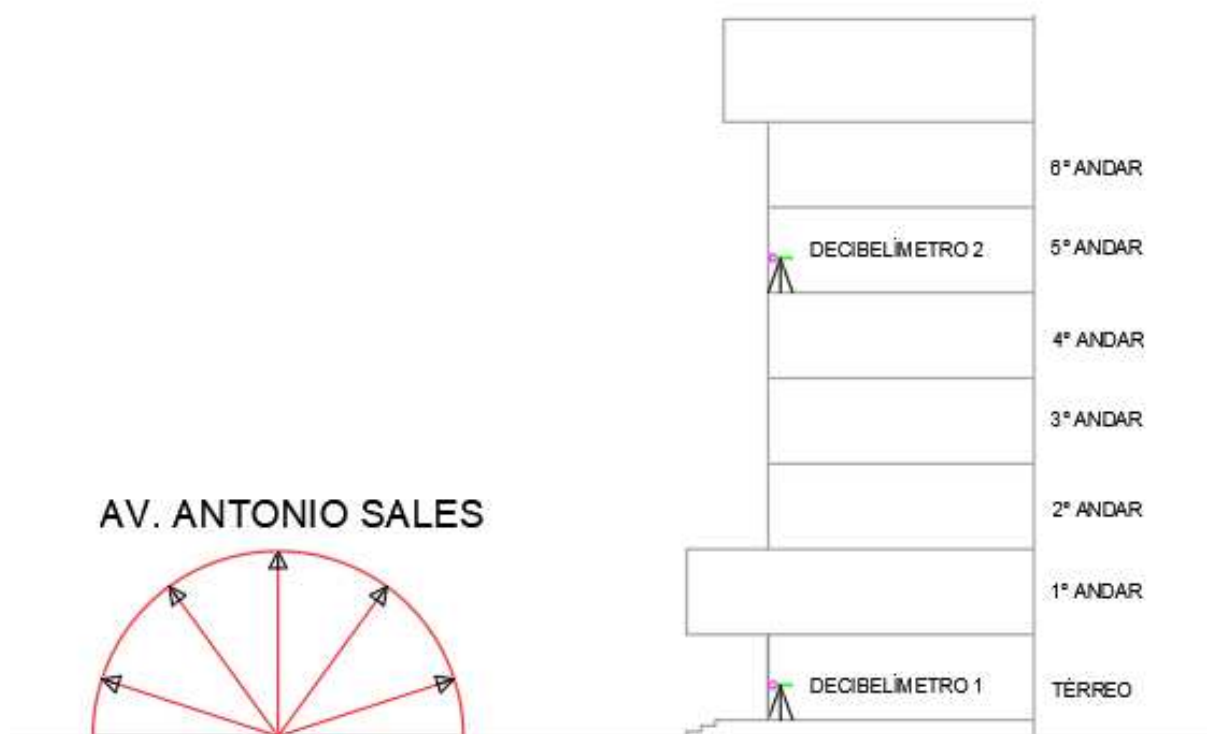 6° ANDAR
DECIBELÍMETRO 2
5° ANDAR
4° ANDAR
3° ANDAR
AV. ANTONIO SALES
2° ANDAR
1° ANDAR
DECIBELÍMETRO 1
TÉRREO